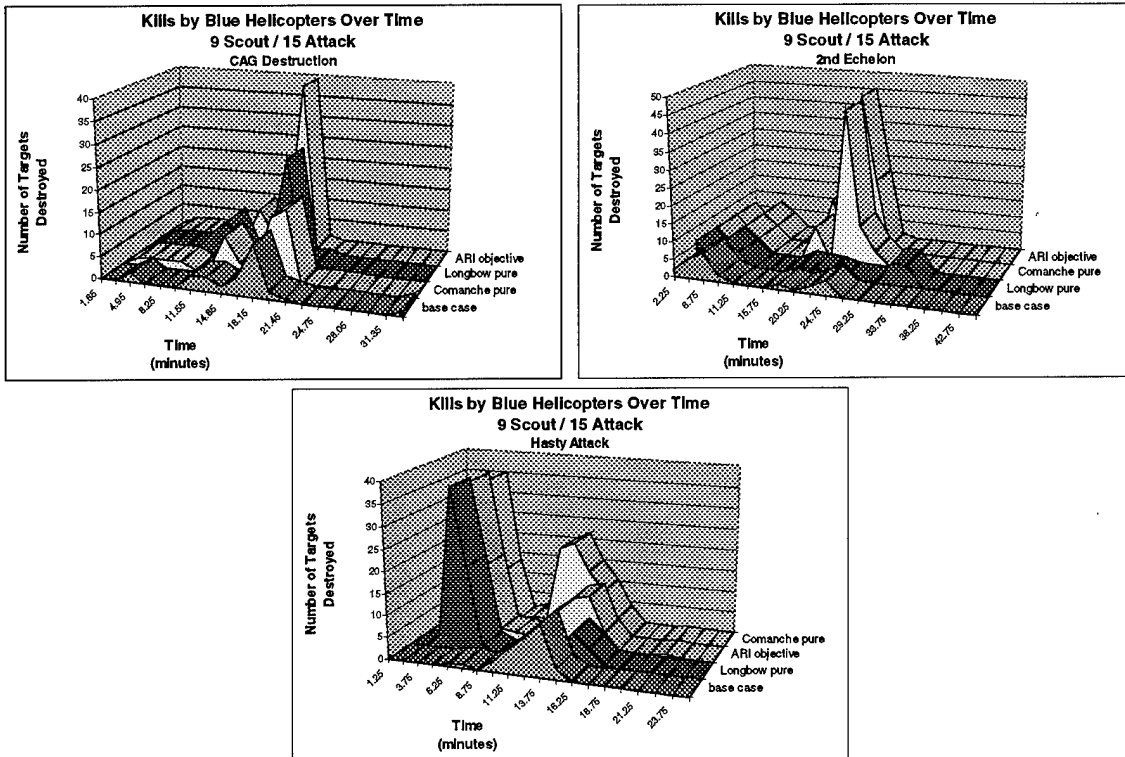 Kills by Blue Helicopters Over Time
9 Scout / 15 Attack
CAG Destruction
Number of Targets
Destroyed
40
35
30
25
20
15
10
5
0
1.65
4.95
8.25
11.55
14.85
18.15
21.45
24.75
28.05
31.35
Time
(minutes)
ARI objective
Longbow pure
Comanche pure
base case
Kills by Blue Helicopters Over Time
9 Scout / 15 Attack
2nd Echelon
Number of Targets
Destroyed
50
45
40
35
30
25
20
15
10
5
0
2.25
6.75
11.25
15.75
20.25
24.75
29.25
33.75
38.25
42.75
Time
(minutes)
ARI objective
Comanche pure
Longbow pure
base case
Kills by Blue Helicopters Over Time
9 Scout / 15 Attack
Hasty Attack
Number of Targets
Destroyed
40
35
30
25
20
15
10
5
0
1.25
3.75
6.25
8.75
11.25
13.75
16.25
18.75
21.25
23.75
Time
(minutes)
Comanche pure
ARI objective
Longbow pure
base case